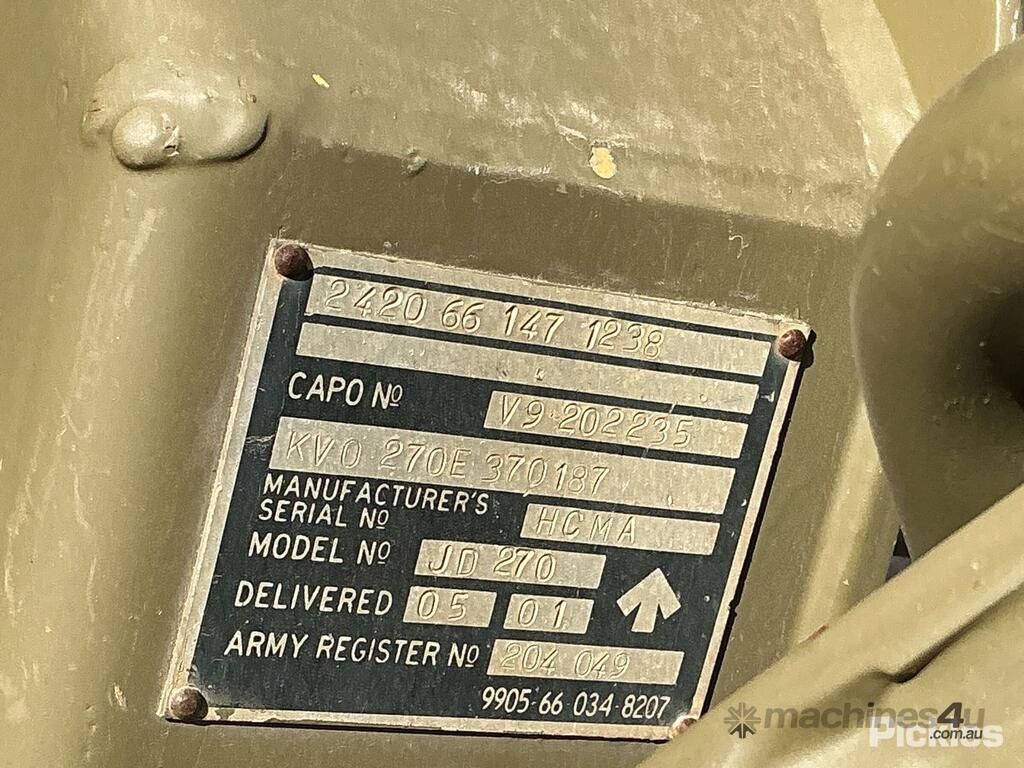 2420 66 147 1238
CAPO Nº V9·202235
KVO 270E 370187
MANUFACTURER'S
SERIAL Nº HCMA
MODEL Nº JD 270
DELIVERED 05 01
ARMY REGISTER Nº 204 049
9905·66 034·8207
machines4u
.com.au
Pickles